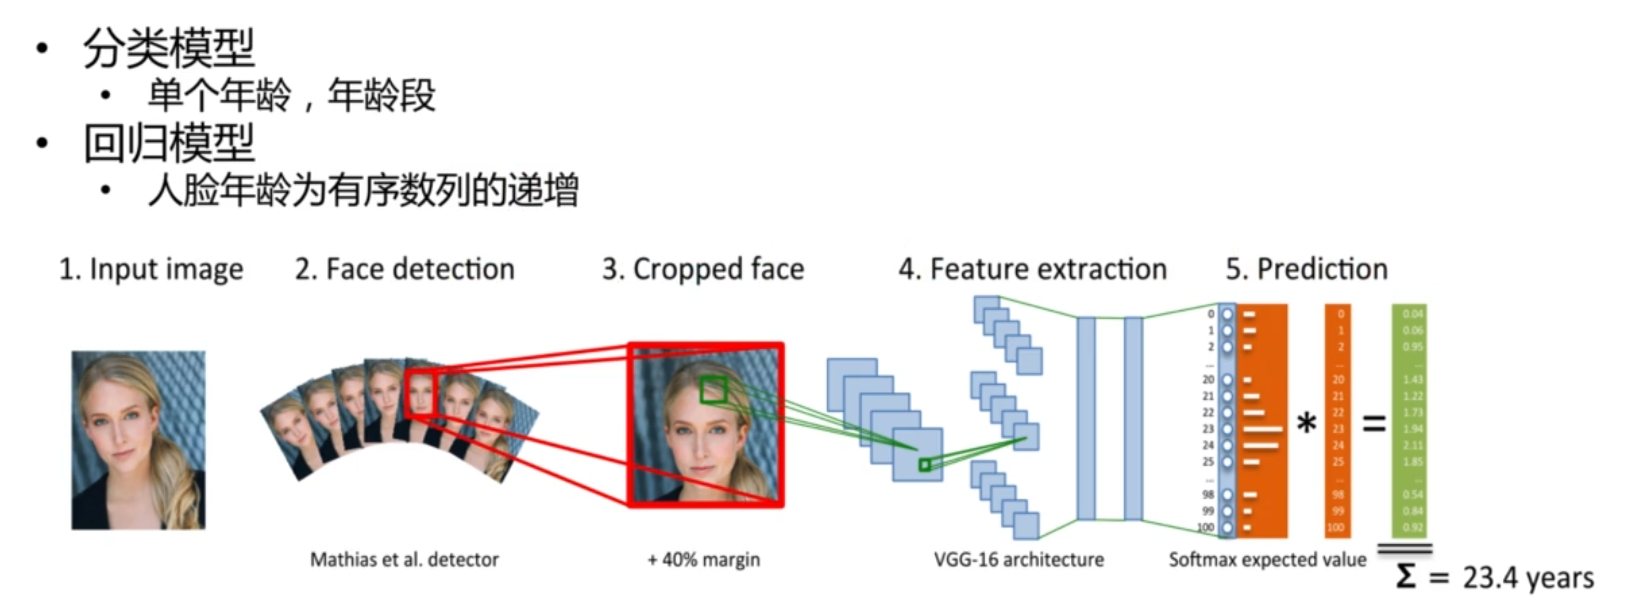 • 分类模型
• 单个年龄，年龄段
• 回归模型
• 人脸年龄为有序数列的递增
1. Input image 2. Face detection 3. Cropped face 4. Feature extraction 5. Prediction
0 0 0.04
1 1 0.06
2 2 0.95
... ... ...
20 20 1.43
21 21 1.22
22 22 1.73
23 * 23 = 1.94
24 24 2.11
25 25 1.85
... ... ...
98 98 0.54
99 99 0.84
100 100 0.92
Mathias et al. detector + 40% margin VGG-16 architecture Softmax expected value
Σ = 23.4 years